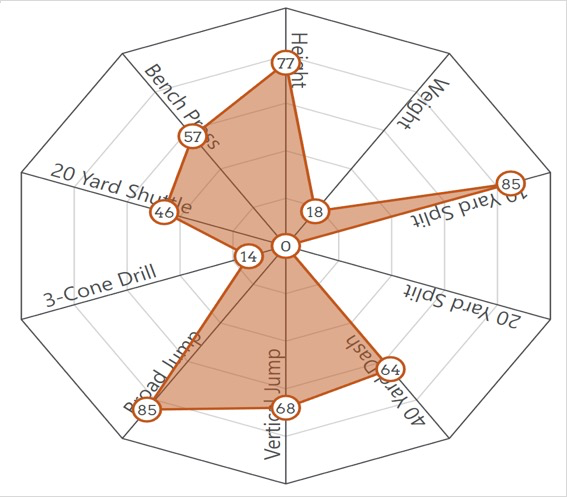 Height
77
Weight
18
10 Yard Split
85
20 Yard Split
0
40 Yard Dash
64
Vertical Jump
68
Broad Jump
85
3-Cone Drill
14
20 Yard Shuttle
46
Bench Press
57